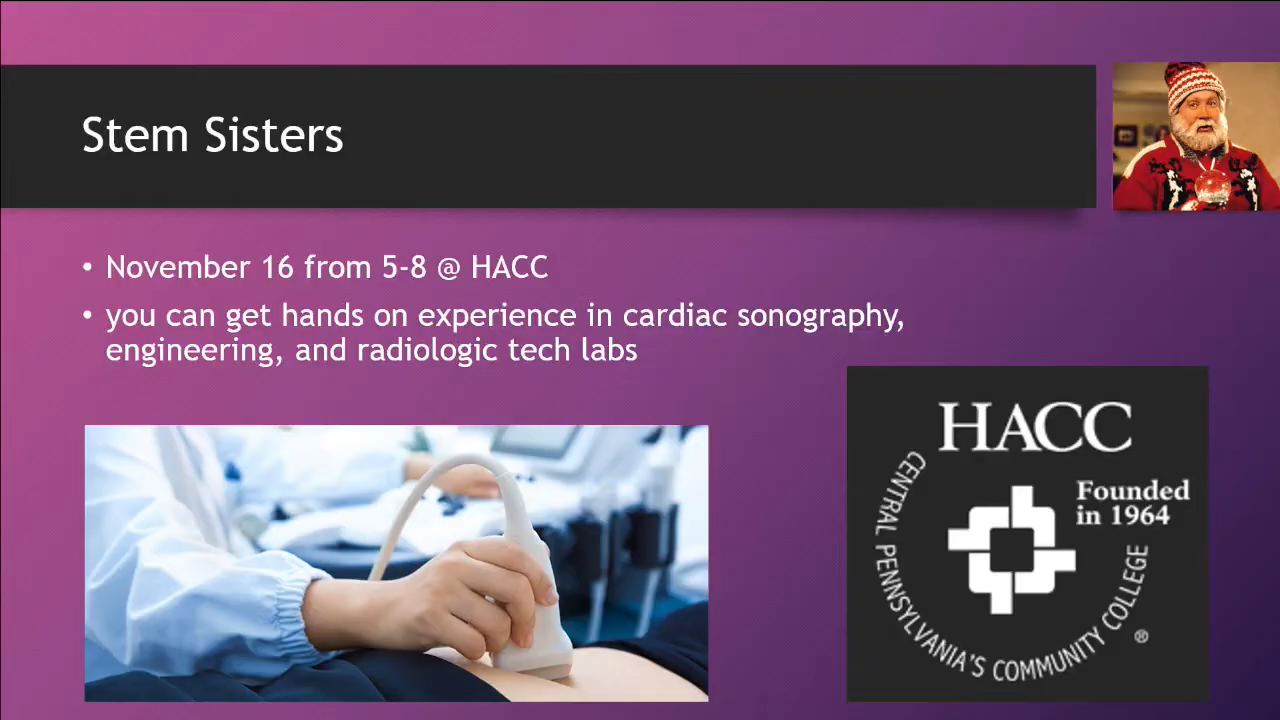 Stem Sisters
• November 16 from 5-8 @ HACC
• you can get hands on experience in cardiac sonography,
engineering, and radiologic tech labs
HACC
Founded
in 1964
CENTRAL PENNSYLVANIA'S COMMUNITY COLLEGE
®